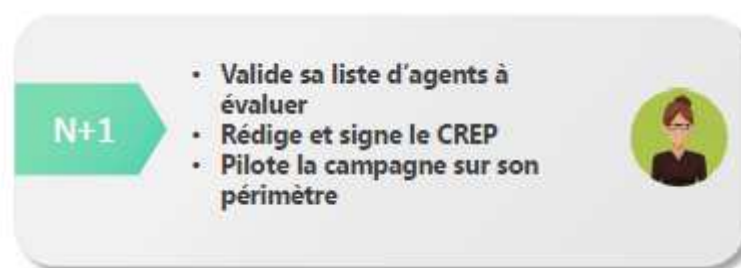 N+1
• Valide sa liste d'agents à
évaluer
• Rédige et signe le CREP
• Pilote la campagne sur son
périmètre